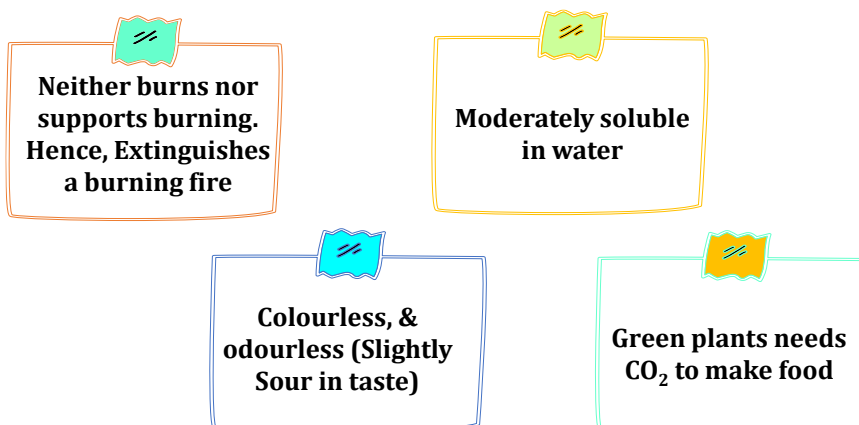 Neither burns nor
supports burning.
Hence, Extinguishes
a burning fire
Moderately soluble
in water
Colourless, &
odourless (Slightly
Sour in taste)
Green plants needs
CO₂ to make food